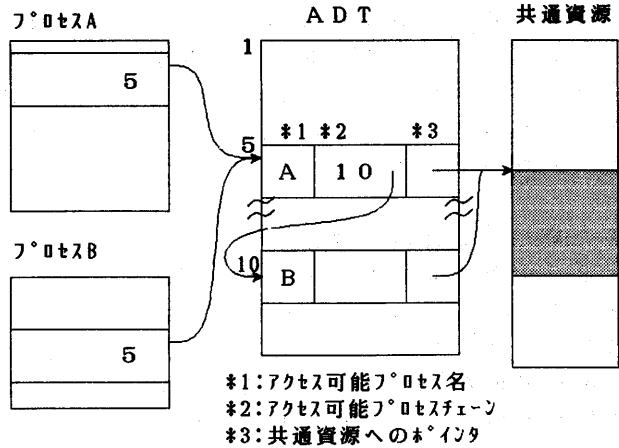 プロセスA
ADT
共通資源
1
5
*1 *2 *3
5
A 10
プロセスB
10
B
5
*1:アクセス可能プロセス名
*2:アクセス可能プロセスチェーン
*3:共通資源へのポインタ